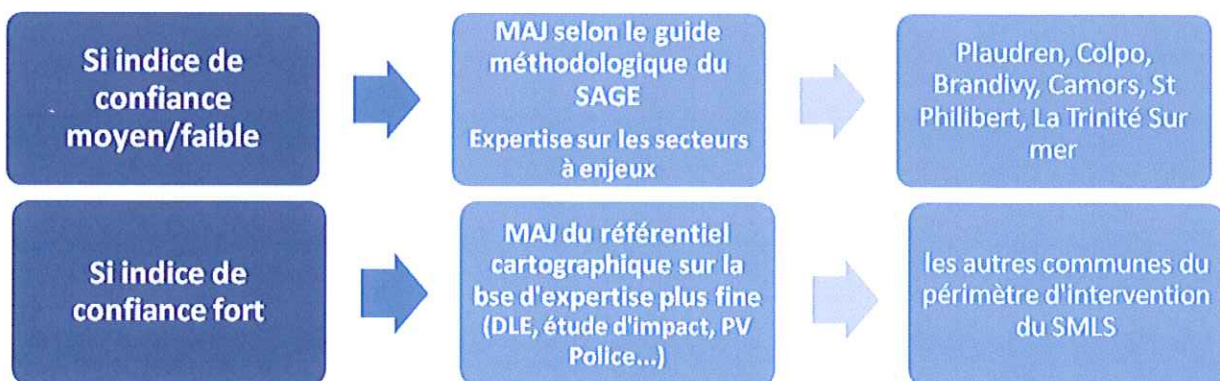 Si indice de
confiance
moyen/faible
MAJ selon le guide
méthodologique du
SAGE
Expertise sur les secteurs
à enjeux
Plaudren, Colpo,
Brandivy, Camors, St
Philibert, La Trinité Sur
mer
Si indice de
confiance fort
MAJ du référentiel
cartographique sur la
bse d'expertise plus fine
(DLE, étude d'impact, PV
Police...)
les autres communes du
périmètre d'intervention
du SMLS